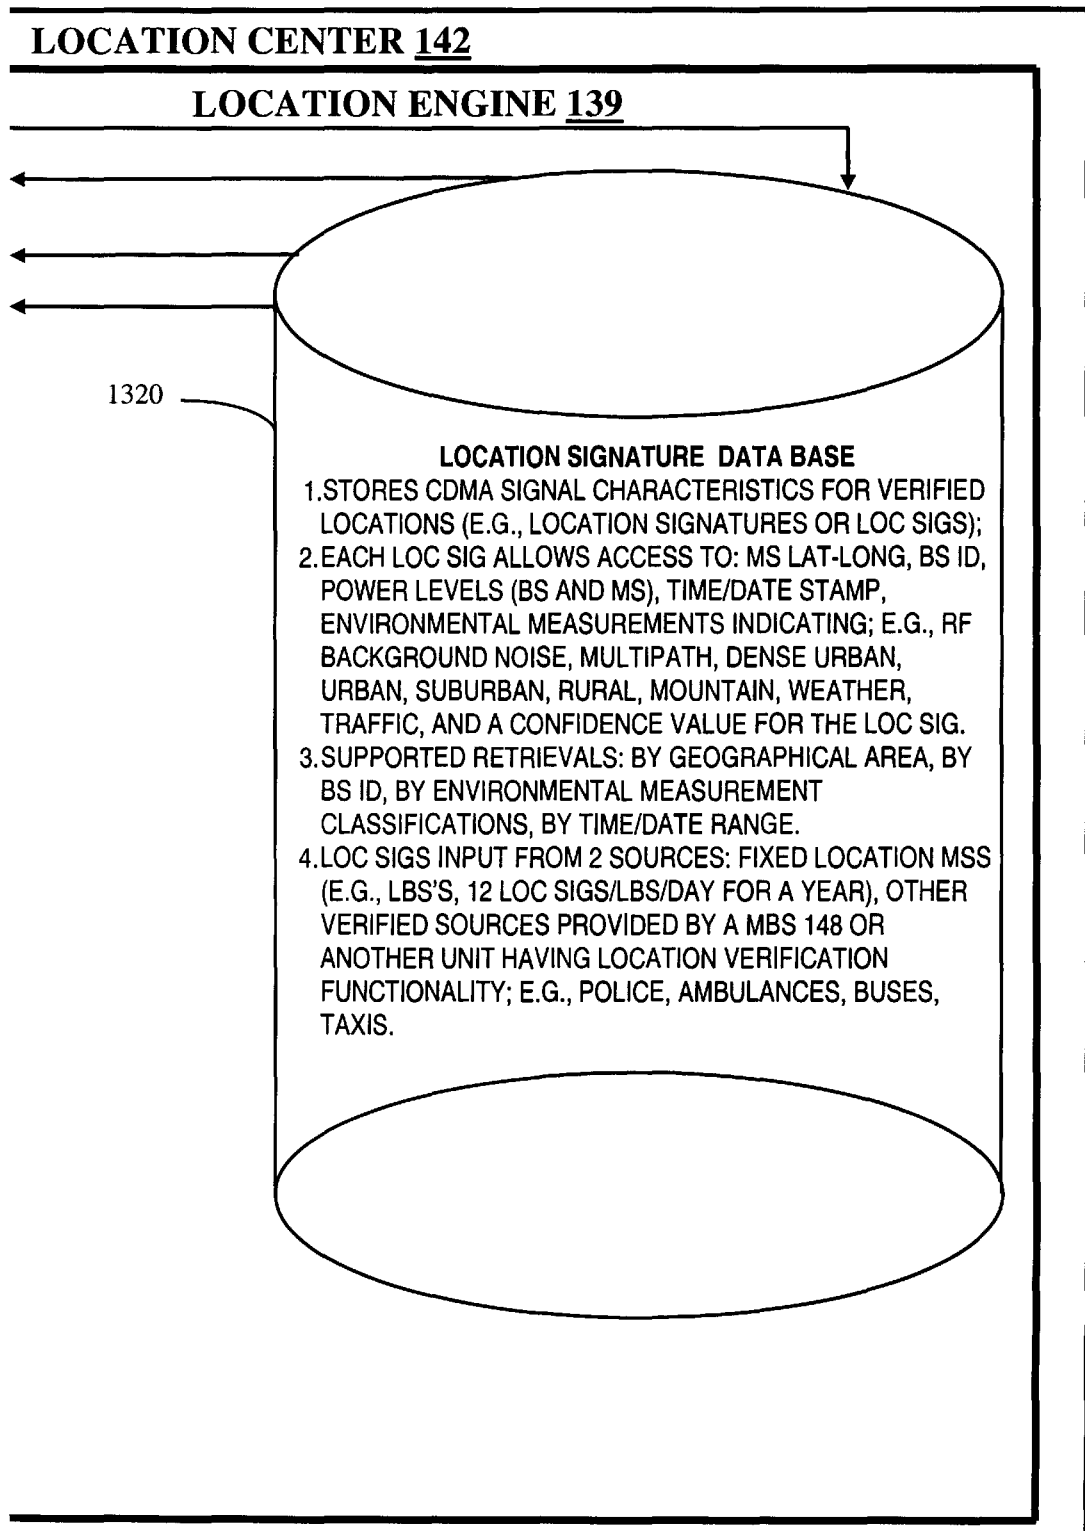 LOCATION CENTER 142
LOCATION ENGINE 139
1320
LOCATION SIGNATURE DATA BASE
1.STORES CDMA SIGNAL CHARACTERISTICS FOR VERIFIED
LOCATIONS (E.G., LOCATION SIGNATURES OR LOC SIGS);
2.EACH LOC SIG ALLOWS ACCESS TO: MS LAT-LONG, BS ID,
POWER LEVELS (BS AND MS), TIME/DATE STAMP,
ENVIRONMENTAL MEASUREMENTS INDICATING; E.G., RF
BACKGROUND NOISE, MULTIPATH, DENSE URBAN,
URBAN, SUBURBAN, RURAL, MOUNTAIN, WEATHER,
TRAFFIC, AND A CONFIDENCE VALUE FOR THE LOC SIG.
3.SUPPORTED RETRIEVALS: BY GEOGRAPHICAL AREA, BY
BS ID, BY ENVIRONMENTAL MEASUREMENT
CLASSIFICATIONS, BY TIME/DATE RANGE.
4.LOC SIGS INPUT FROM 2 SOURCES: FIXED LOCATION MSS
(E.G., LBS'S, 12 LOC SIGS/LBS/DAY FOR A YEAR), OTHER
VERIFIED SOURCES PROVIDED BY A MBS 148 OR
ANOTHER UNIT HAVING LOCATION VERIFICATION
FUNCTIONALITY; E.G., POLICE, AMBULANCES, BUSES,
TAXIS.